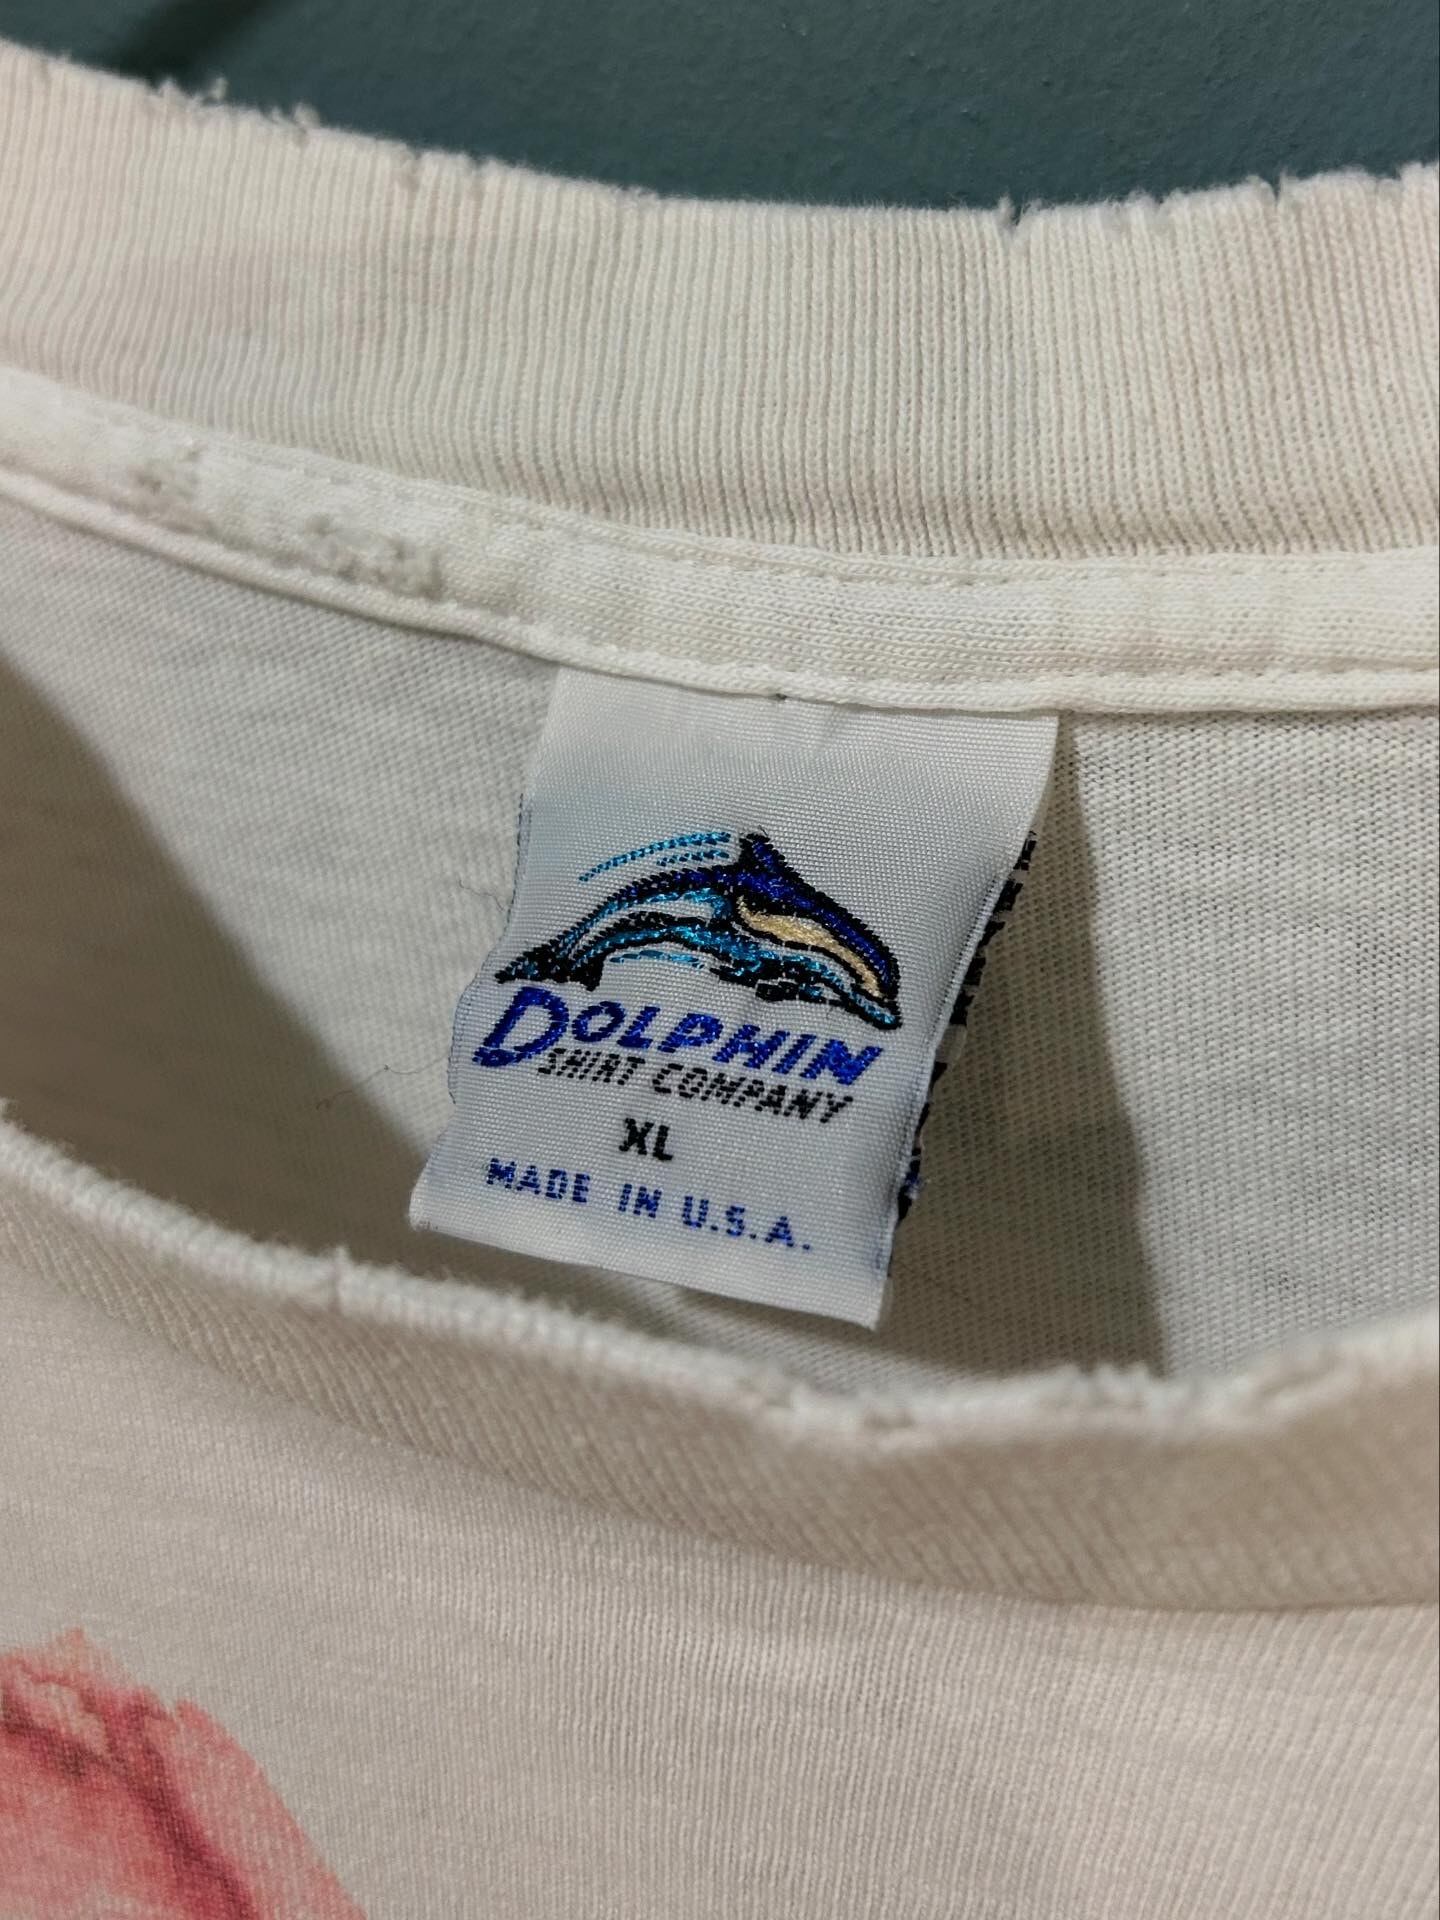 DOLPHIN
SHIRT COMPANY
XL
MADE IN U.S.A.